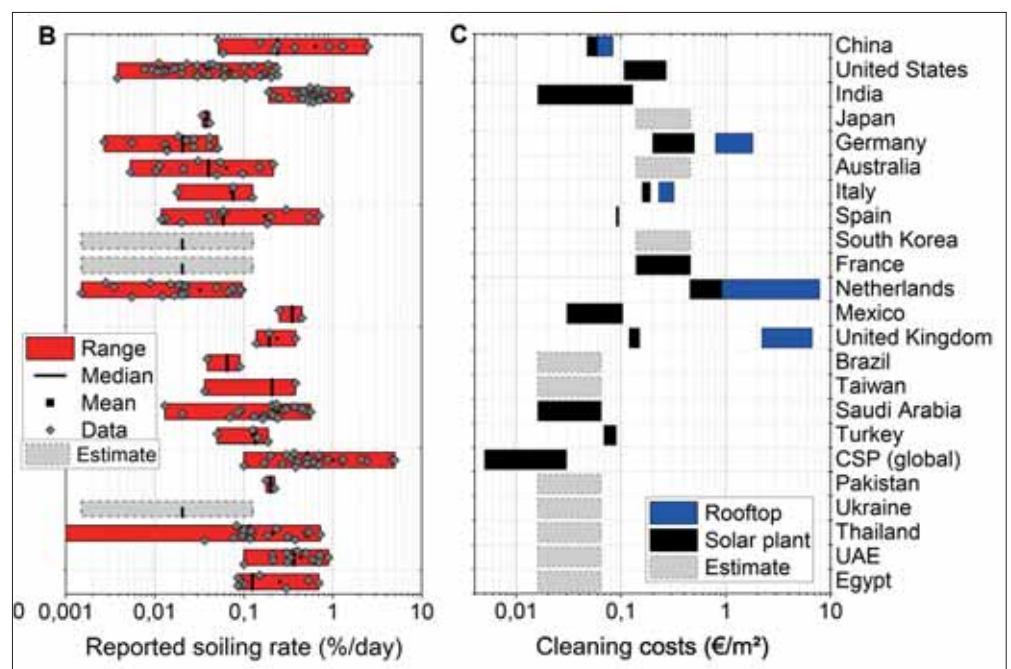 B
C
China
United States
India
Japan
Germany
Australia
Italy
Spain
South Korea
France
Netherlands
Mexico
United Kingdom
Brazil
Taiwan
Saudi Arabia
Turkey
CSP (global)
Pakistan
Ukraine
Thailand
UAE
Egypt
Range
Median
Mean
Data
Estimate
Rooftop
Solar plant
Estimate
0 0,001 0,01 0,1 1 10
0,01 0,1 1 10
Reported soiling rate (%/day)
Cleaning costs (€/m²)